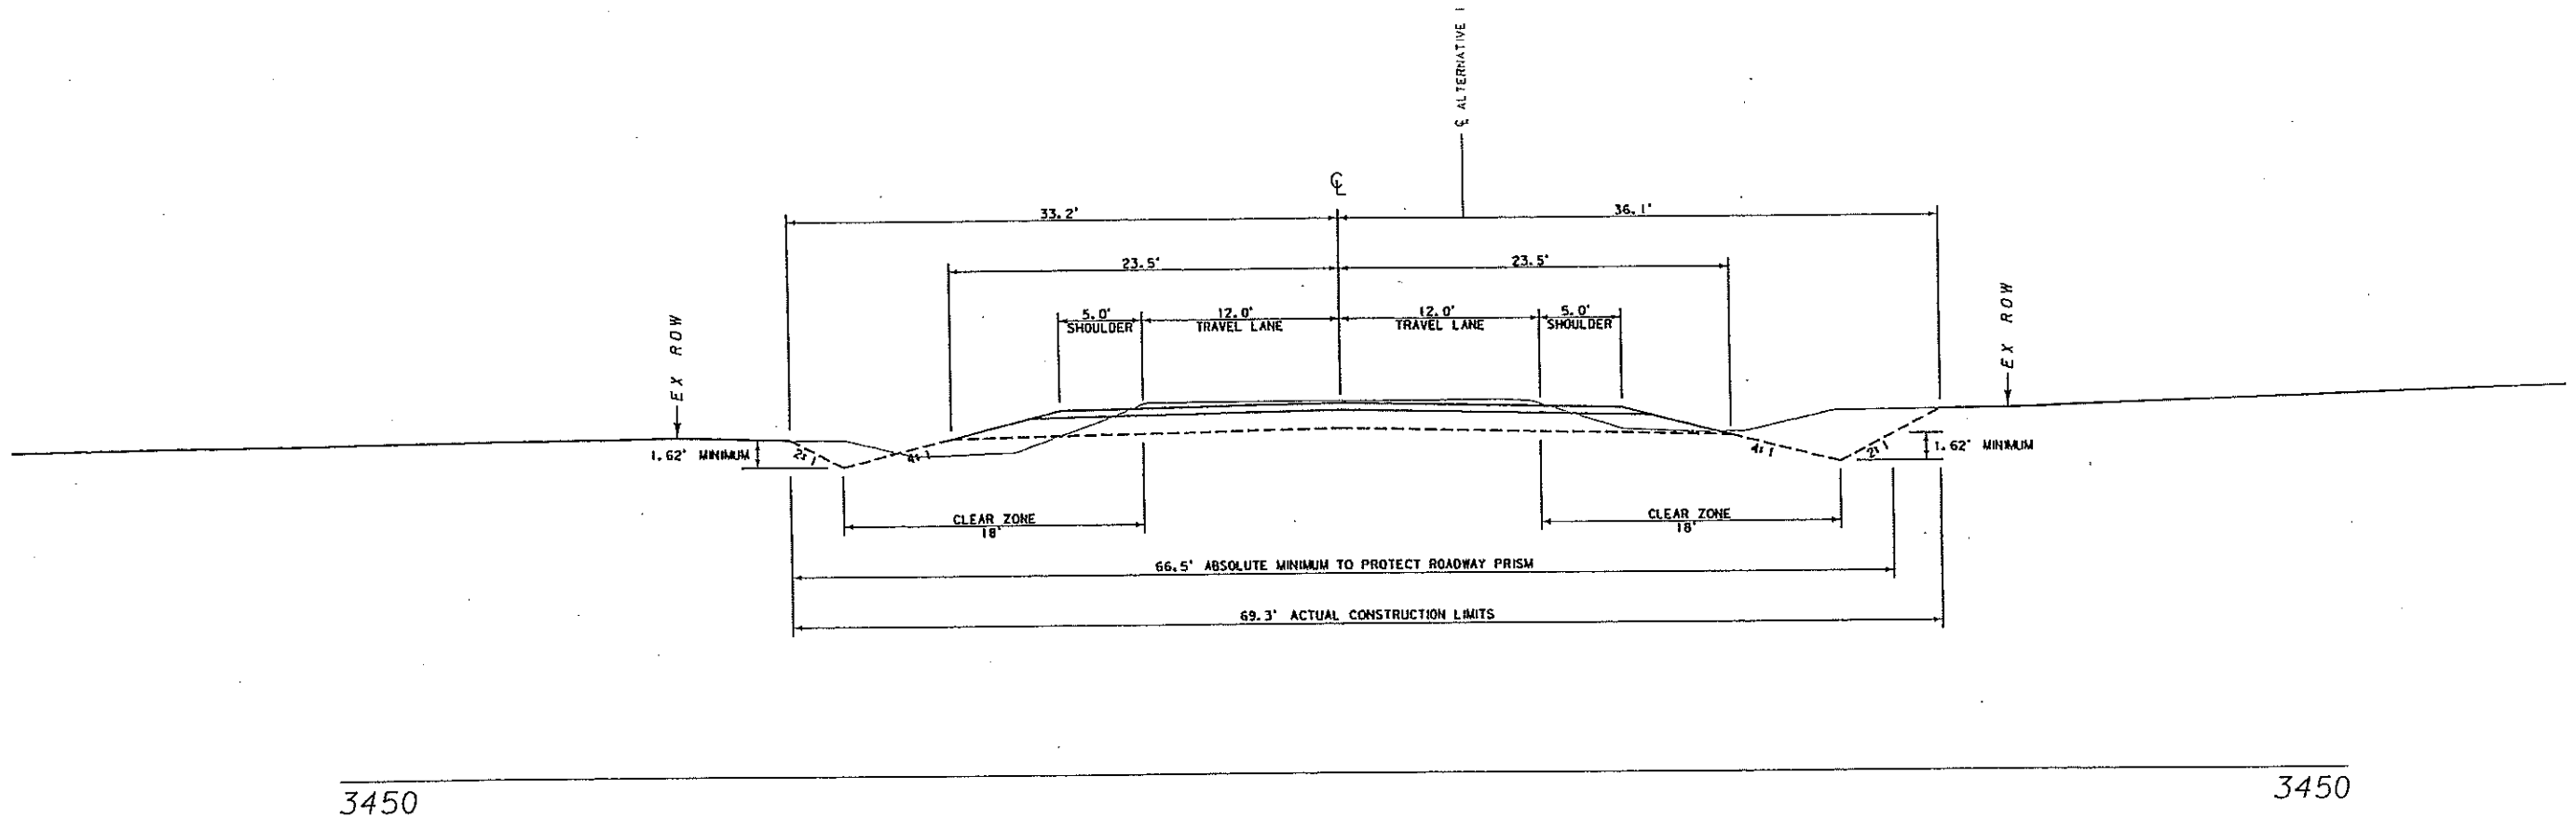 ℄ ALTERNATIVE I
℄
33.2' 36.1'
23.5' 23.5'
5.0' 12.0' 12.0' 5.0'
SHOULDER TRAVEL LANE TRAVEL LANE SHOULDER
EX ROW
EX ROW
1.62' MINIMUM
2:1
4:1
4:1
2:1
1.62' MINIMUM
CLEAR ZONE
18'
CLEAR ZONE
18'
66.5' ABSOLUTE MINIMUM TO PROTECT ROADWAY PRISM
69.3' ACTUAL CONSTRUCTION LIMITS
3450 3450